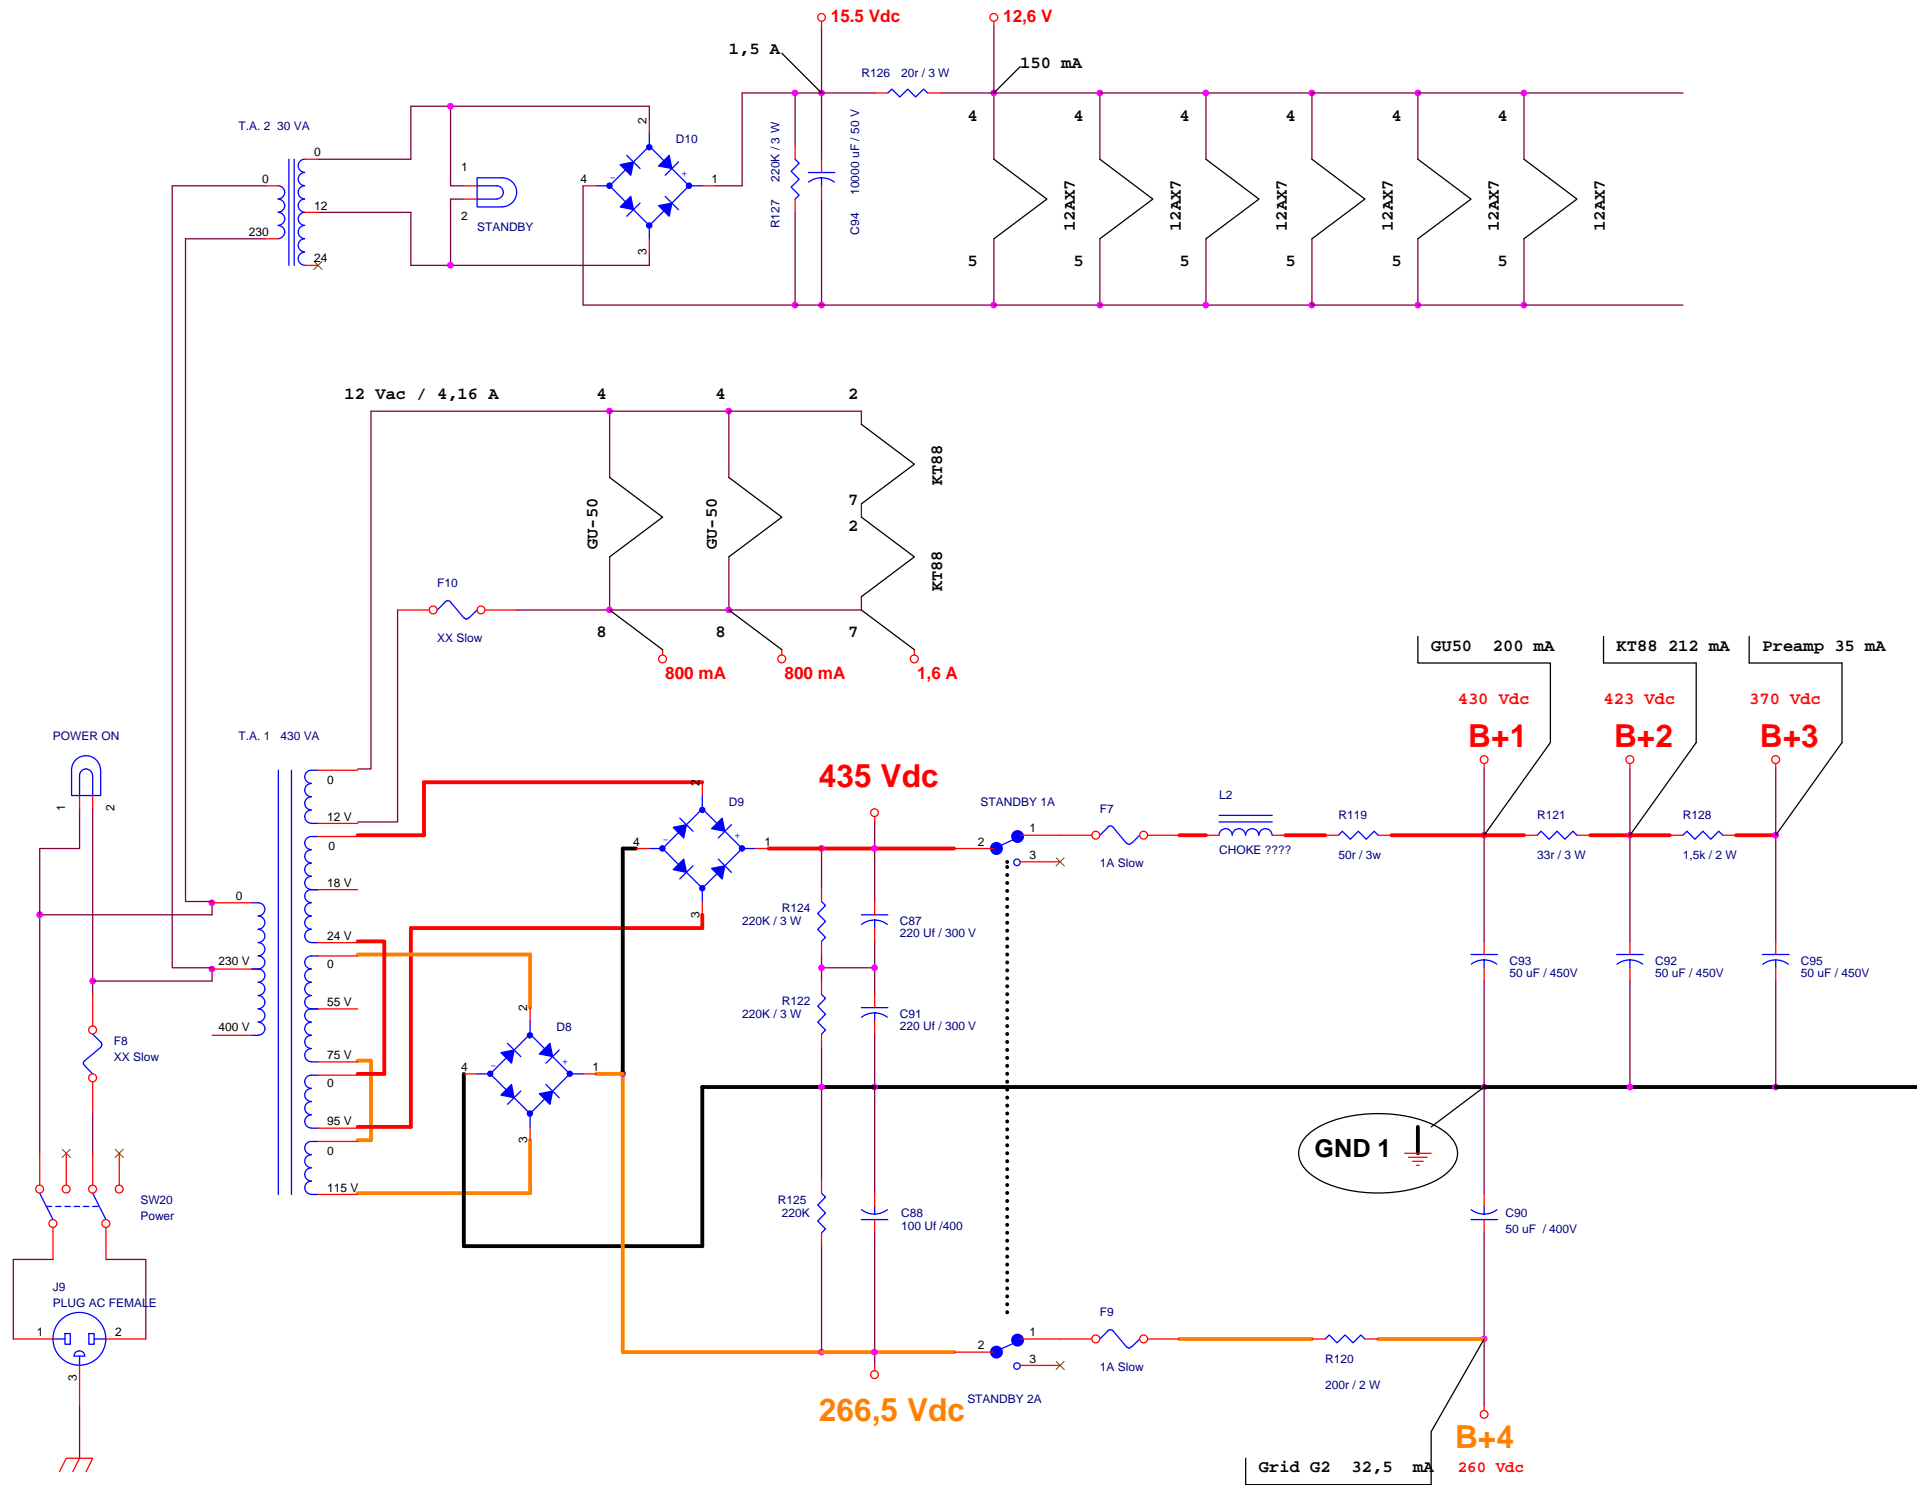 15.5 Vdc
12,6 V
1,5 A
150 mA
R126 20r / 3 W
T.A. 2 30 VA
0
12
24
0
230
1
2
STANDBY
D10
2
1
4
3
- +
R127 220K / 3 W
C94 10000 uF / 50 V
4 4 4 4 4 4
12AX7 12AX7 12AX7 12AX7 12AX7 12AX7
5 5 5 5 5 5
12 Vac / 4,16 A
4 4 2
GU-50
GU-50
KT88
7
2
KT88
F10
XX Slow
8 8 7
800 mA
800 mA
1,6 A
GU50 200 mA
KT88 212 mA
Preamp 35 mA
430 Vdc
423 Vdc
370 Vdc
B+1
B+2
B+3
POWER ON
1
2
T.A. 1 430 VA
0
12 V
0
18 V
24 V
0
55 V
75 V
0
95 V
0
115 V
0
230 V
400 V
F8
XX Slow
SW20
Power
J9
PLUG AC FEMALE
1
2
3
D9
2
1
4
3
- +
D8
2
1
4
3
- +
435 Vdc
STANDBY 1A
2
1
3
F7
1A Slow
L2
CHOKE ????
R119
50r / 3w
R121
33r / 3 W
R128
1,5k / 2 W
R124
220K / 3 W
C87
220 Uf / 300 V
R122
220K / 3 W
C91
220 Uf / 300 V
C93
50 uF / 450V
C92
50 uF / 450V
C95
50 uF / 450V
GND 1
R125
220K
C88
100 Uf /400
C90
50 uF / 400V
2
1
3
STANDBY 2A
F9
1A Slow
R120
200r / 2 W
266,5 Vdc
B+4
Grid G2 32,5 mA
260 Vdc